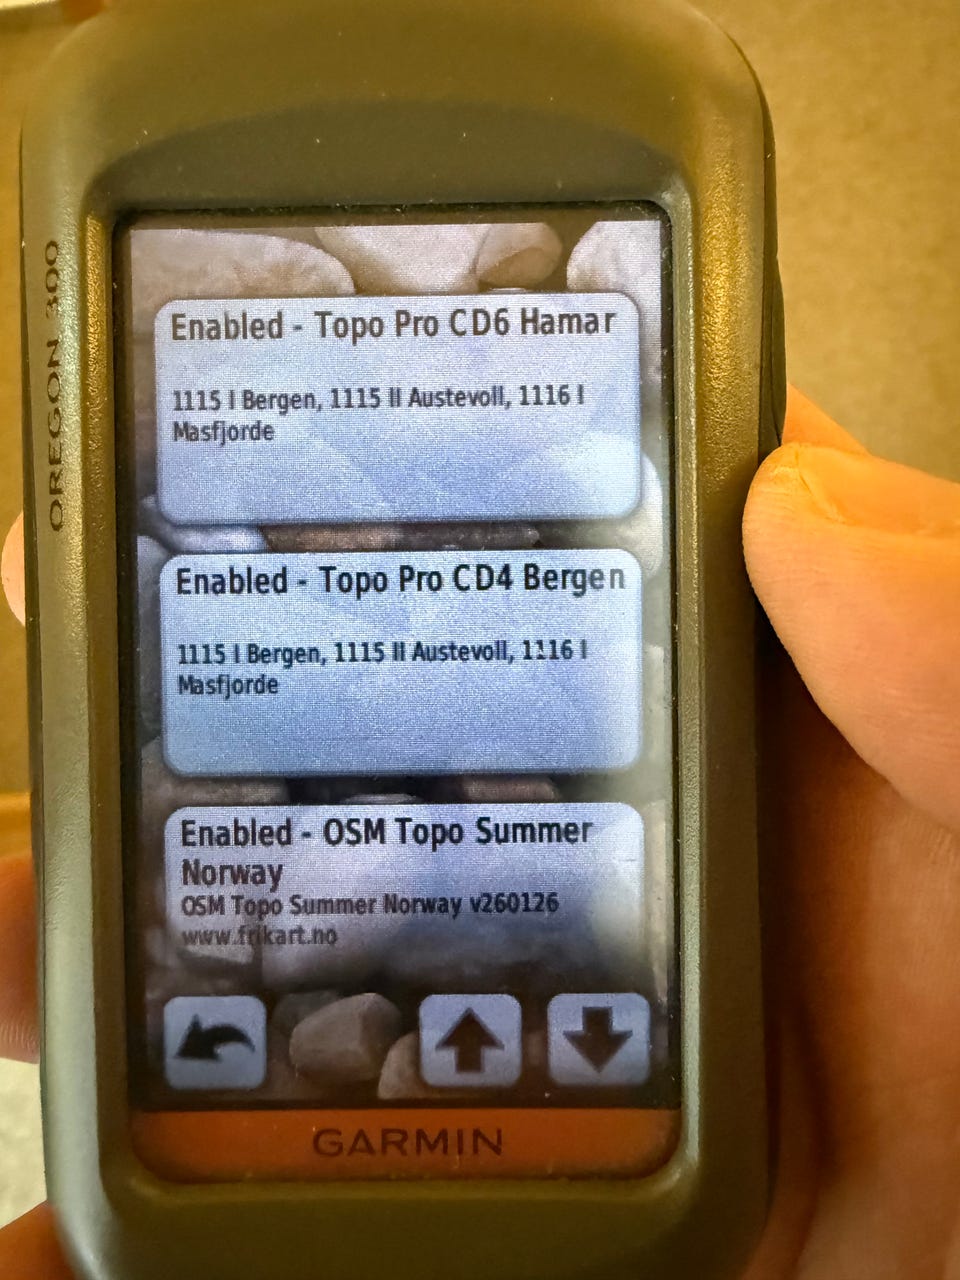 OREGON 300
Enabled - Topo Pro CD6 Hamar
1115 I Bergen, 1115 II Austevoll, 1116 I
Masfjorde
Enabled - Topo Pro CD4 Bergen
1115 I Bergen, 1115 II Austevoll, 1116 I
Masfjorde
Enabled - OSM Topo Summer
Norway
OSM Topo Summer Norway v260126
www.frikart.no
GARMIN